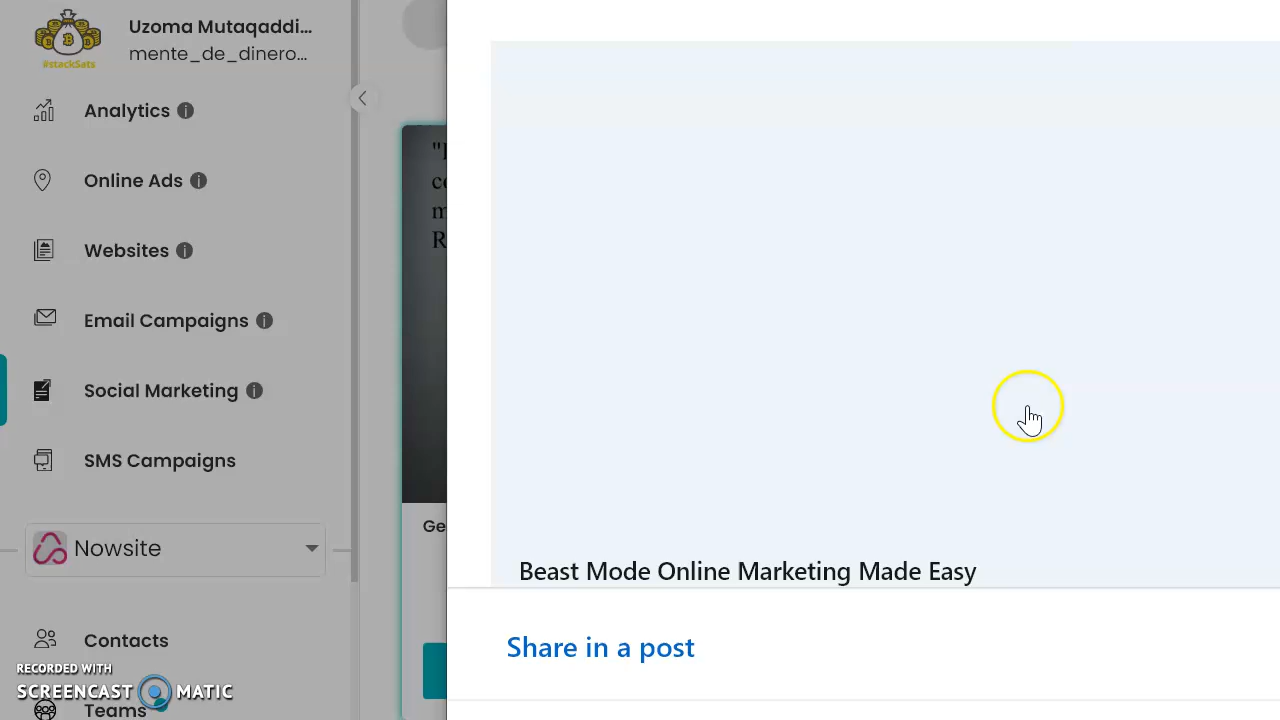 #stackSats
Uzoma Mutaqaddi...
mente_de_dinero...
Analytics
Online Ads
Websites
Email Campaigns
Social Marketing
SMS Campaigns
Nowsite
Contacts
Teams
RECORDED WITH
SCREENCAST MATIC
Ge
Beast Mode Online Marketing Made Easy
Share in a post